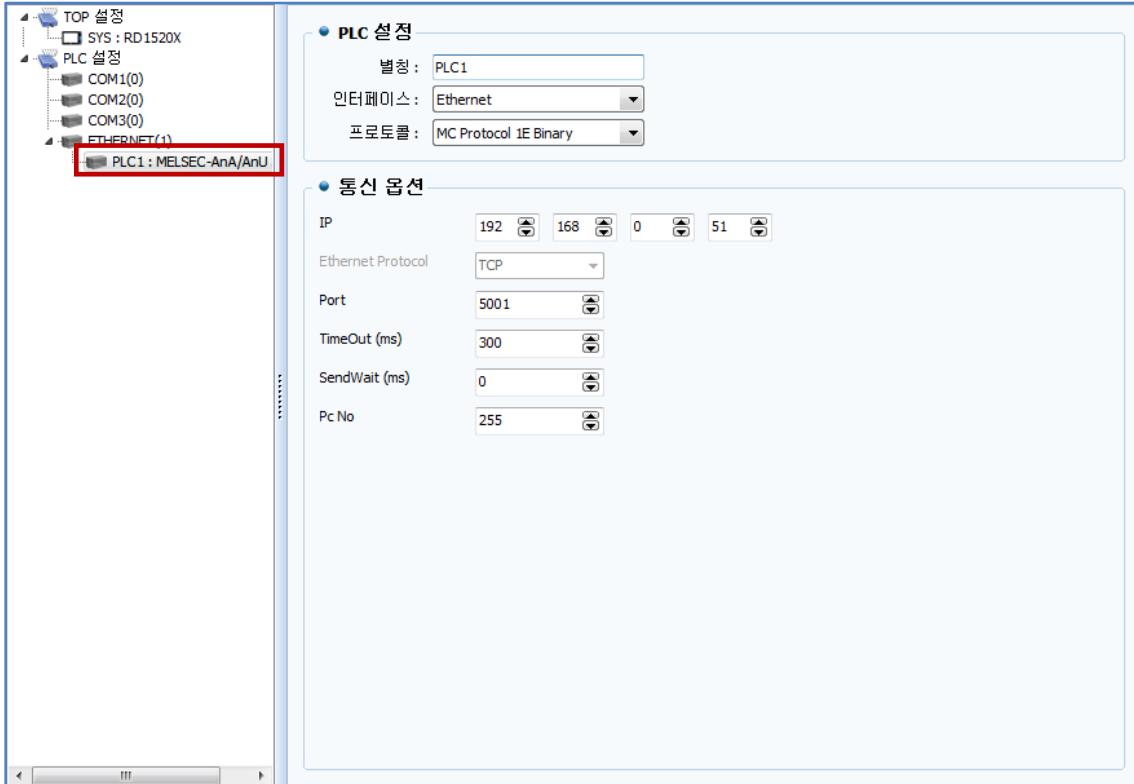 TOP 설정
SYS : RD1520X
PLC 설정
COM1(0)
COM2(0)
COM3(0)
ETHERNET(1)
PLC1 : MELSEC-AnA/AnU
PLC 설정
별칭 : PLC1
인터페이스 : Ethernet
프로토콜 : MC Protocol 1E Binary
통신 옵션
IP 192 168 0 51
Ethernet Protocol TCP
Port 5001
TimeOut (ms) 300
SendWait (ms) 0
Pc No 255